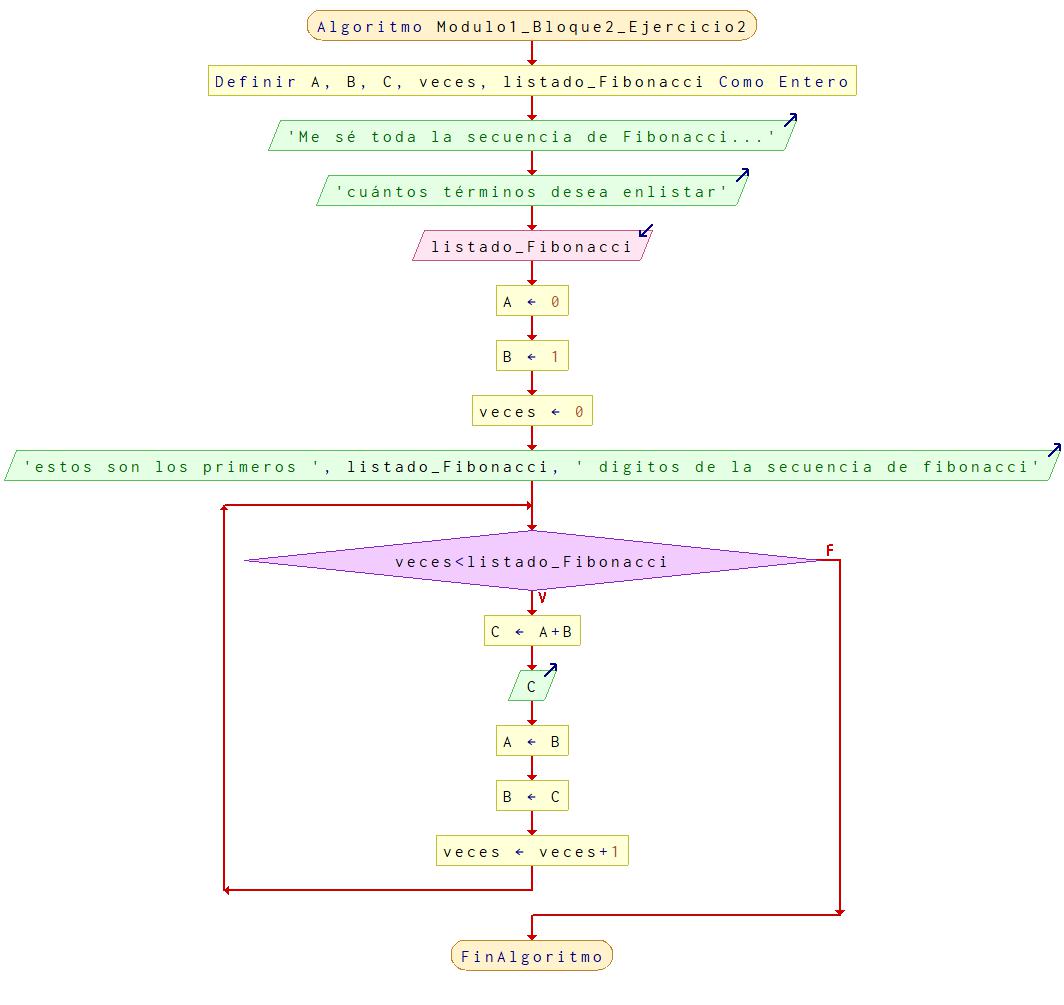 Algoritmo Modulo1_Bloque2_Ejercicio2
Definir A, B, C, veces, listado_Fibonacci Como Entero
'Me sé toda la secuencia de Fibonacci...'
'cuántos términos desea enlistar'
listado_Fibonacci
A ← 0
B ← 1
veces ← 0
'estos son los primeros ', listado_Fibonacci, ' digitos de la secuencia de fibonacci'
veces<listado_Fibonacci
F
V
C ← A+B
C
A ← B
B ← C
veces ← veces+1
FinAlgoritmo